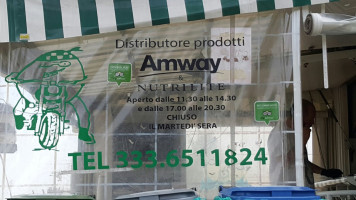 Distributore prodotti
Amway
&
NUTRILITE
Aperto dalle 11:30 alle 14.30
e dalle 17.00 alle 20.30
CHIUSO
IL MARTEDI' SERA
TEL 333.6511824